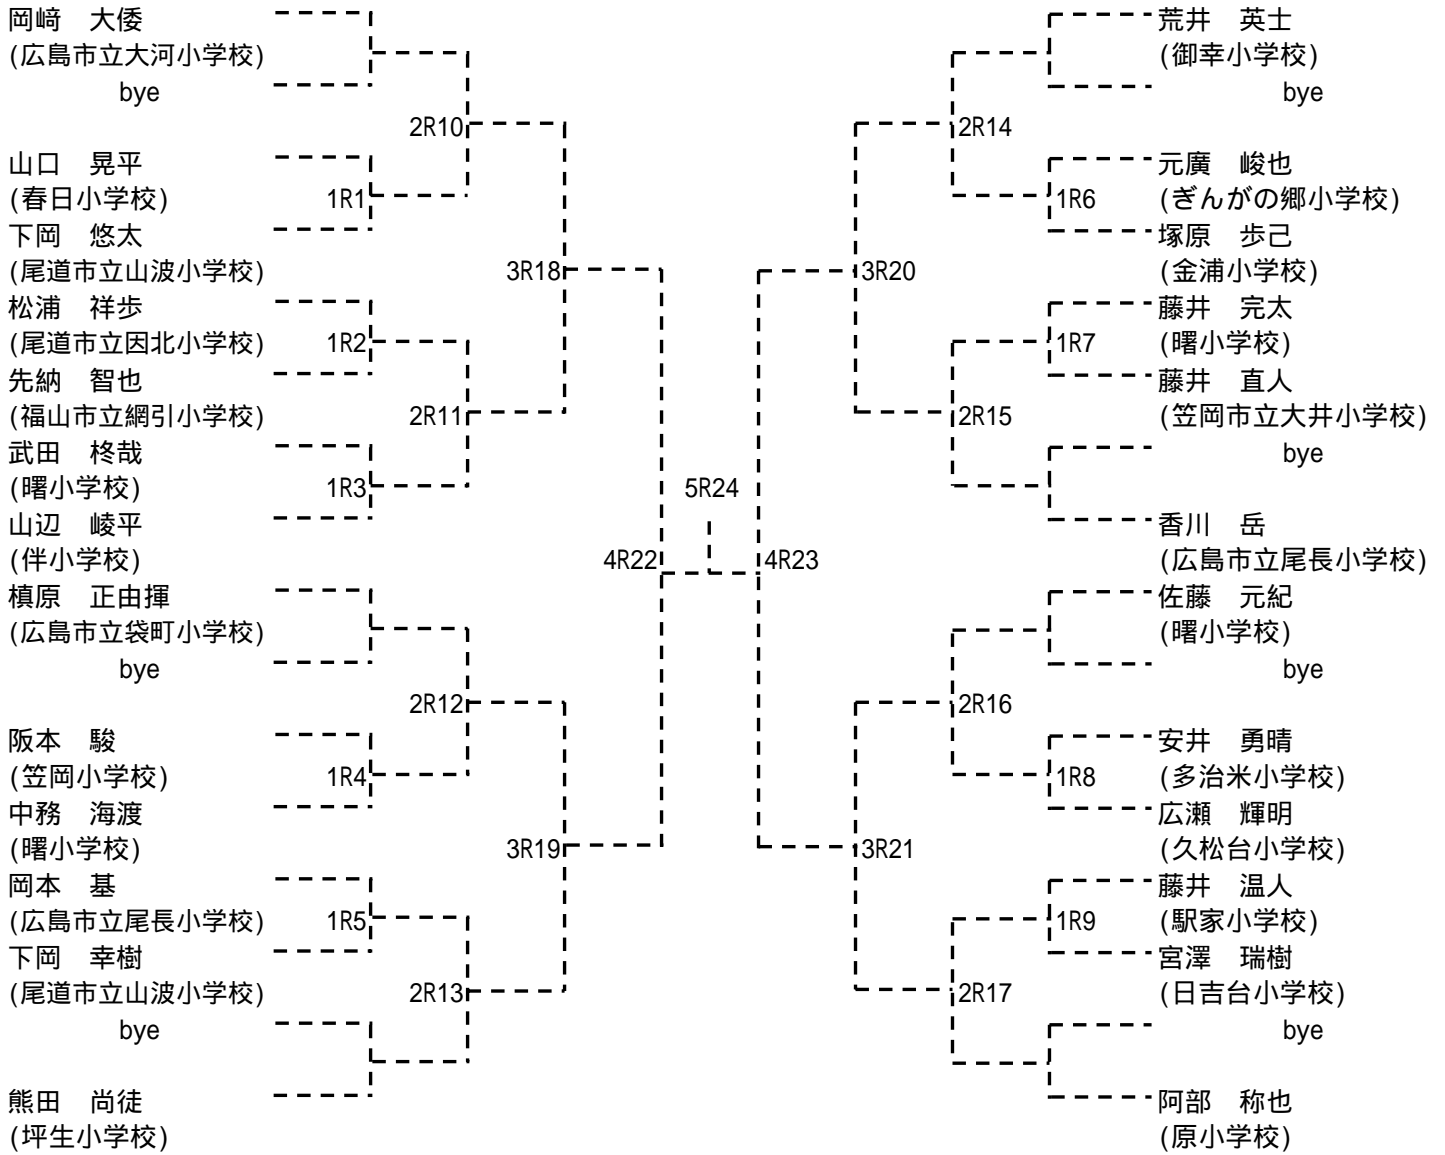 岡﨑　大倭
(広島市立大河小学校)
bye
2R10
山口　晃平
(春日小学校)
1R1
下岡　悠太
(尾道市立山波小学校)
3R18
松浦　祥歩
(尾道市立因北小学校)
1R2
先納　智也
(福山市立網引小学校)
2R11
武田　柊哉
(曙小学校)
1R3
山辺　崚平
(伴小学校)
4R22
槙原　正由揮
(広島市立袋町小学校)
bye
2R12
阪本　駿
(笠岡小学校)
1R4
中務　海渡
(曙小学校)
3R19
岡本　基
(広島市立尾長小学校)
1R5
下岡　幸樹
(尾道市立山波小学校)
2R13
bye
熊田　尚徒
(坪生小学校)
5R24
荒井　英士
(御幸小学校)
bye
2R14
元廣　峻也
1R6
(ぎんがの郷小学校)
塚原　歩己
(金浦小学校)
3R20
藤井　完太
1R7
(曙小学校)
藤井　直人
(笠岡市立大井小学校)
2R15
bye
香川　岳
(広島市立尾長小学校)
4R23
佐藤　元紀
(曙小学校)
bye
2R16
安井　勇晴
1R8
(多治米小学校)
広瀬　輝明
(久松台小学校)
3R21
藤井　温人
1R9
(駅家小学校)
宮澤　瑞樹
(日吉台小学校)
2R17
bye
阿部　称也
(原小学校)